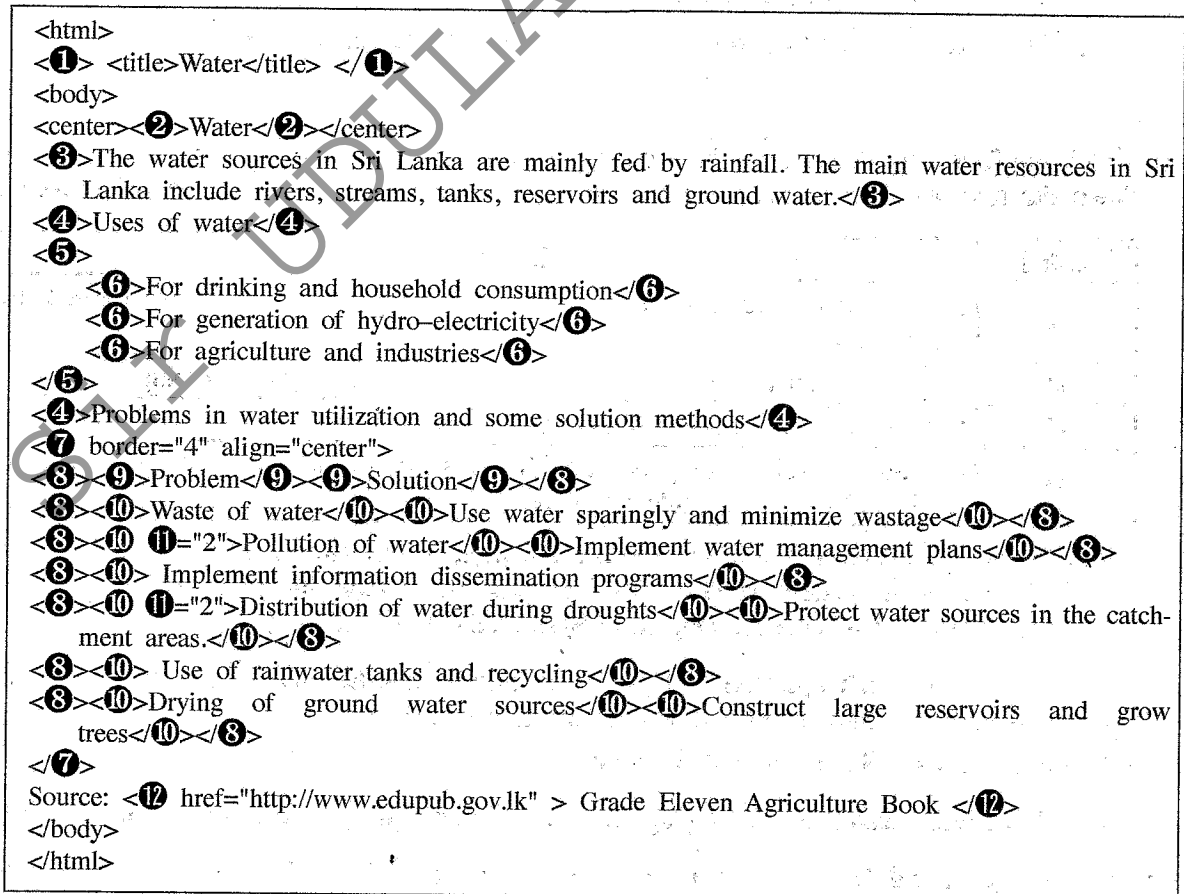 <html>
<❶> <title>Water</title> </❶>
<body>
<center><❷>Water</❷></center>
<❸>The water sources in Sri Lanka are mainly fed by rainfall. The main water resources in Sri
Lanka include rivers, streams, tanks, reservoirs and ground water.</❸>
<❹>Uses of water</❹>
<❺>
<❻>For drinking and household consumption</❻>
<❻>For generation of hydro–electricity</❻>
<❻>For agriculture and industries</❻>
</❺>
<❹>Problems in water utilization and some solution methods</❹>
<❼ border="4" align="center">
<❽><❾>Problem</❾><❾>Solution</❾></❽>
<❽><❿>Waste of water</❿><❿>Use water sparingly and minimize wastage</❿></❽>
<❽><❿ ⓫="2">Pollution of water</❿><❿>Implement water management plans</❿></❽>
<❽><❿> Implement information dissemination programs</❿></❽>
<❽><❿ ⓫="2">Distribution of water during droughts</❿><❿>Protect water sources in the catch-
ment areas.</❿></❽>
<❽><❿> Use of rainwater tanks and recycling</❿></❽>
<❽><❿>Drying of ground water sources</❿><❿>Construct large reservoirs and grow
trees</❿></❽>
</❼>
Source: <⓬ href="http://www.edupub.gov.lk" > Grade Eleven Agriculture Book </⓬>
</body>
</html>
Sir UDULA